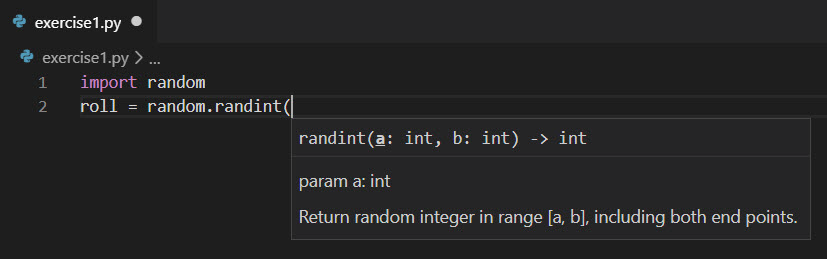 exercise1.py
exercise1.py > ...
1 import random
2 roll = random.randint(
randint(a: int, b: int) -> int
param a: int
Return random integer in range [a, b], including both end points.